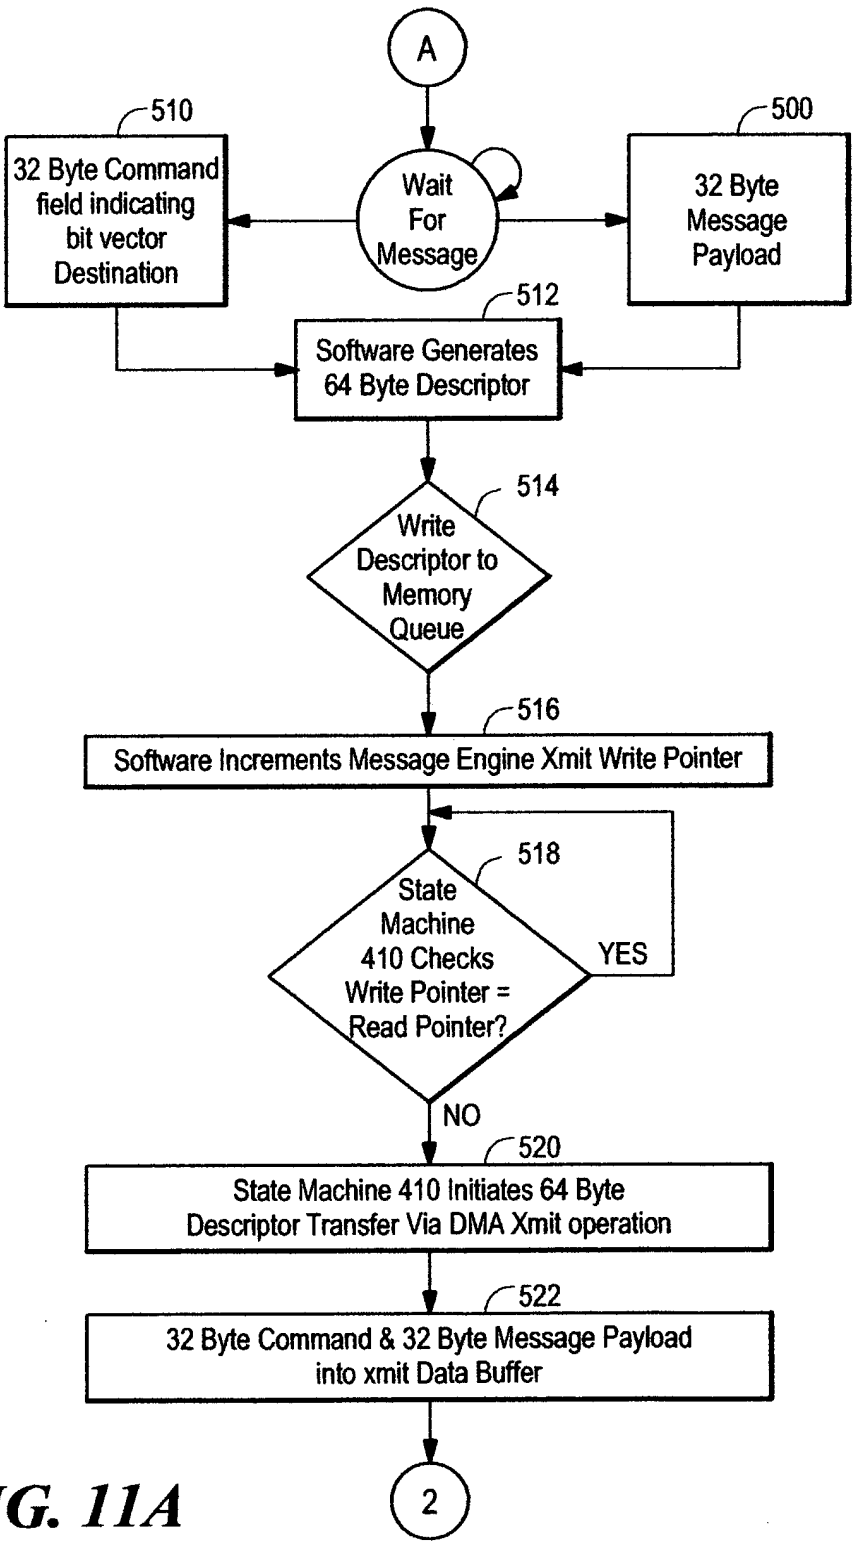 A
510
500
32 Byte Command
field indicating
bit vector
Destination
Wait
For
Message
32 Byte
Message
Payload
512
Software Generates
64 Byte Descriptor
514
Write
Descriptor to
Memory
Queue
516
Software Increments Message Engine Xmit Write Pointer
518
State
Machine
410 Checks
Write Pointer =
Read Pointer?
YES
NO
520
State Machine 410 Initiates 64 Byte
Descriptor Transfer Via DMA Xmit operation
522
32 Byte Command & 32 Byte Message Payload
into xmit Data Buffer
2
G. 11A